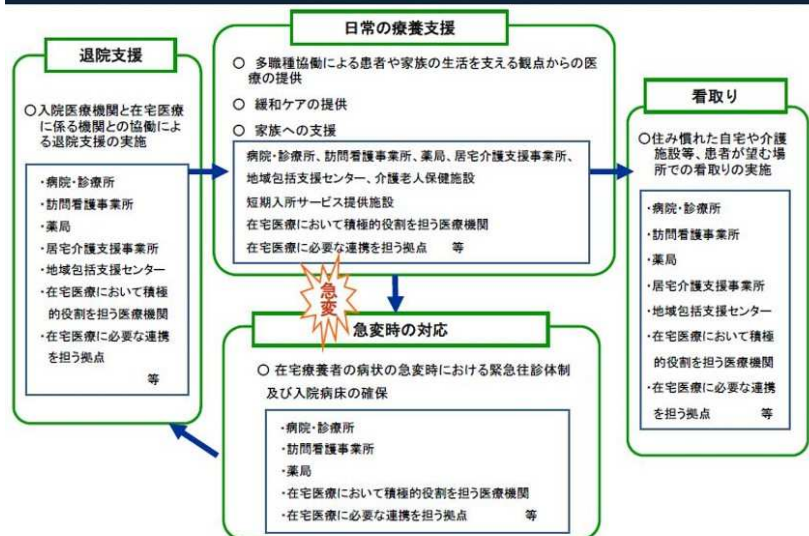 退院支援
○入院医療機関と在宅医療
に係る機関との協働によ
る退院支援の実施
・病院・診療所
・訪問看護事業所
・薬局
・居宅介護支援事業所
・地域包括支援センター
・在宅医療において積極
的役割を担う医療機関
・在宅医療に必要な連携
を担う拠点
等
日常の療養支援
○ 多職種協働による患者や家族の生活を支える観点からの医
療の提供
○ 緩和ケアの提供
○ 家族への支援
病院・診療所、訪問看護事業所、薬局、居宅介護支援事業所、
地域包括支援センター、介護老人保健施設
短期入所サービス提供施設
在宅医療において積極的役割を担う医療機関
在宅医療に必要な連携を担う拠点 等
急変
急変時の対応
○ 在宅療養者の病状の急変時における緊急往診体制
及び入院病床の確保
・病院・診療所
・訪問看護事業所
・薬局
・在宅医療において積極的役割を担う医療機関
・在宅医療に必要な連携を担う拠点 等
看取り
○住み慣れた自宅や介護
施設等、患者が望む場
所での看取りの実施
・病院・診療所
・訪問看護事業所
・薬局
・居宅介護支援事業所
・地域包括支援センター
・在宅医療において積極
的役割を担う医療機関
・在宅医療に必要な連携
を担う拠点 等